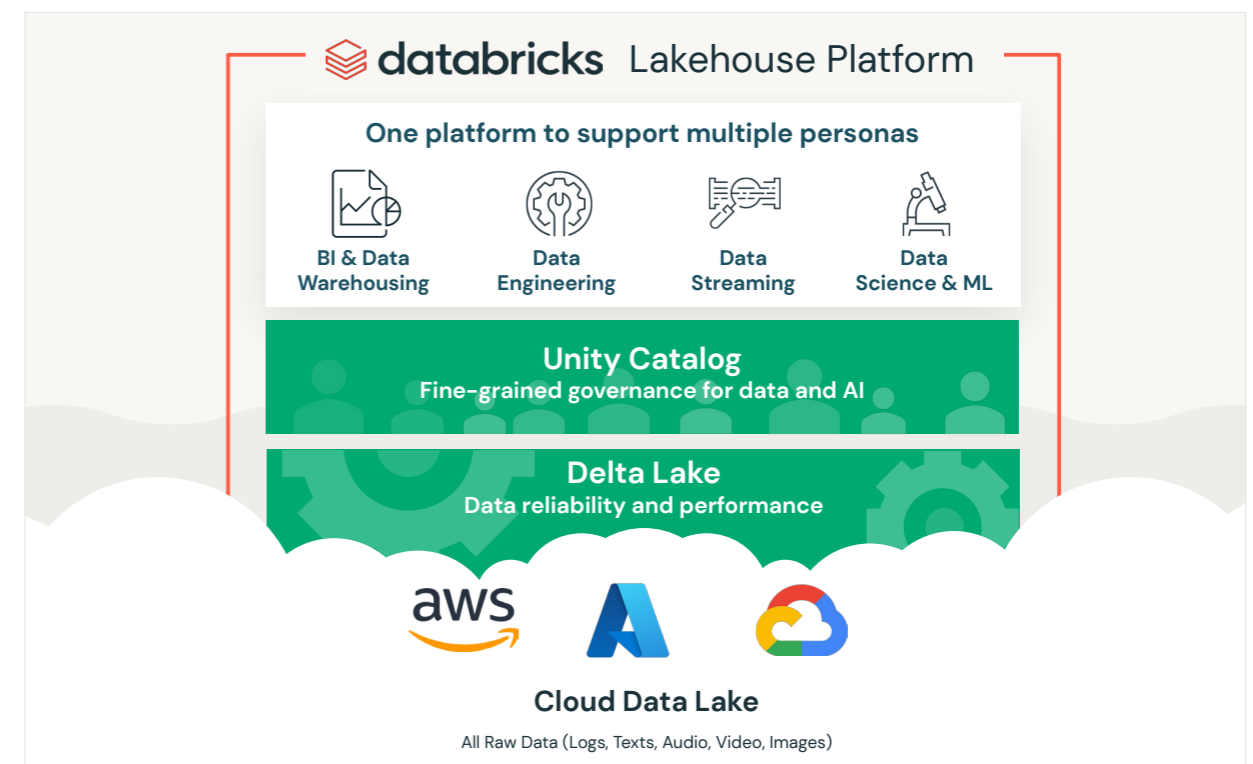 databricks Lakehouse Platform
One platform to support multiple personas
BI & Data
Warehousing
Data
Engineering
Data
Streaming
Data
Science & ML
Unity Catalog
Fine-grained governance for data and AI
Delta Lake
Data reliability and performance
aws
Cloud Data Lake
All Raw Data (Logs, Texts, Audio, Video, Images)